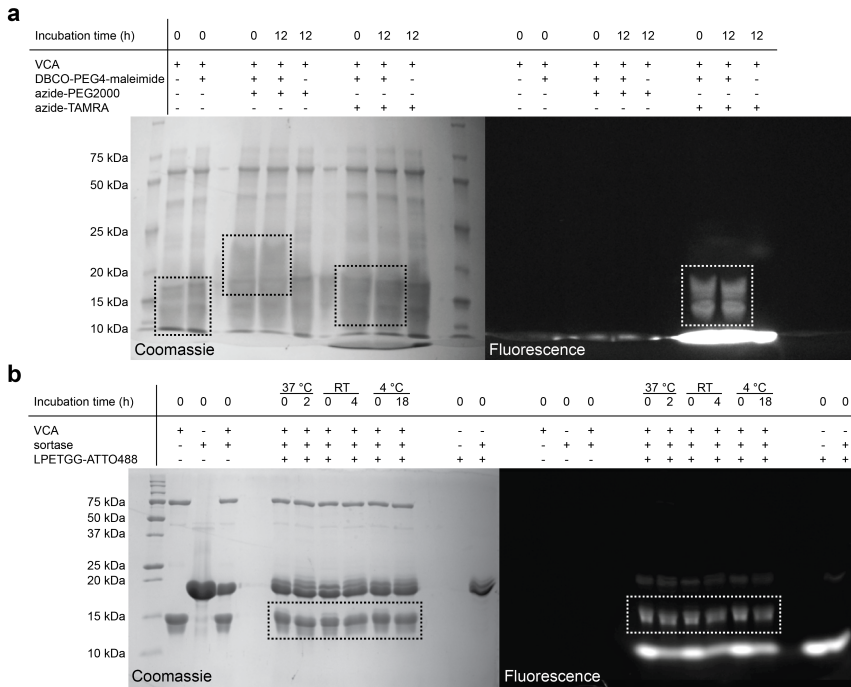 a
Incubation time (h) 0 0 0 12 12 0 12 12 0 0 0 12 12 0 12 12
VCA + + + + + + + + + + + + + + + +
DBCO-PEG4-maleimide - + + + - + + - - + + + - + + -
azide-PEG2000 - - + + + - - - - - + + + - - -
azide-TAMRA - - - - - + + + - - - - - + + +
75 kDa
50 kDa
25 kDa
20 kDa
15 kDa
10 kDa
Coomassie Fluorescence
b
37 °C RT 4 °C 37 °C RT 4 °C
Incubation time (h) 0 0 0 0 2 0 4 0 18 0 0 0 0 0 0 2 0 4 0 18 0 0
VCA + - + + + + + + + - - + - + + + + + + + - -
sortase - + + + + + + + + - + - + + + + + + + + - +
LPETGG-ATTO488 - - - + + + + + + + + - - - + + + + + + + +
75 kDa
50 kDa
37 kDa
25 kDa
20 kDa
15 kDa
10 kDa
Coomassie Fluorescence